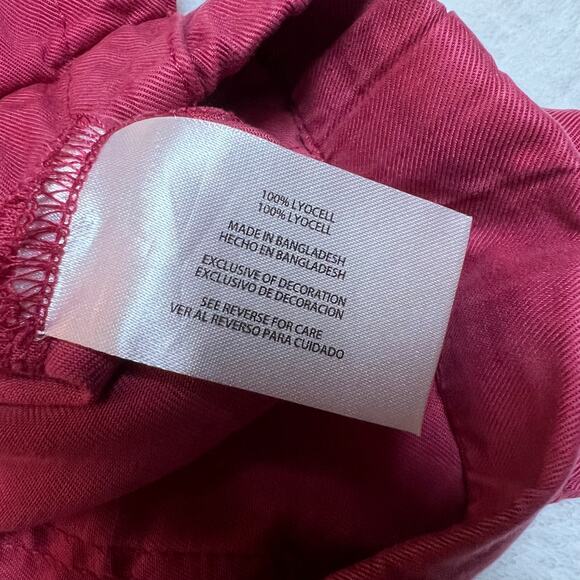 100% LYOCELL
100% LYOCELL
MADE IN BANGLADESH
HECHO EN BANGLADESH
EXCLUSIVE OF DECORATION
EXCLUSIVO DE DECORACION
SEE REVERSE FOR CARE
VER AL REVERSO PARA CUIDADO